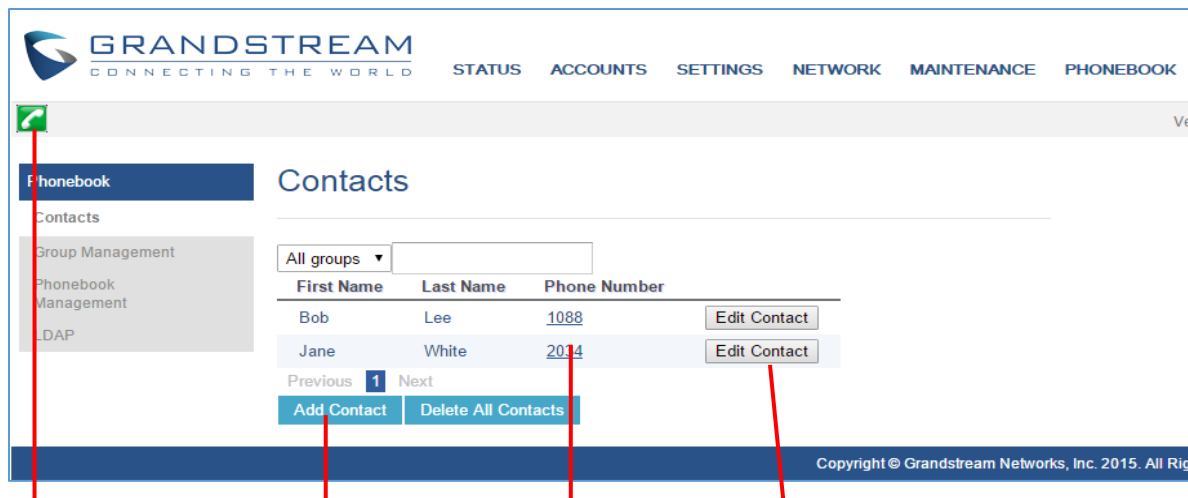 GRANDSTREAM
CONNECTING THE WORLD
STATUS ACCOUNTS SETTINGS NETWORK MAINTENANCE PHONEBOOK
Phonebook
Contacts
Group Management
Phonebook
Management
LDAP
Contacts
All groups
First Name Last Name Phone Number
Bob Lee 1088 Edit Contact
Jane White 2034 Edit Contact
Previous 1 Next
Add Contact Delete All Contacts
Copyright © Grandstream Networks, Inc. 2015. All